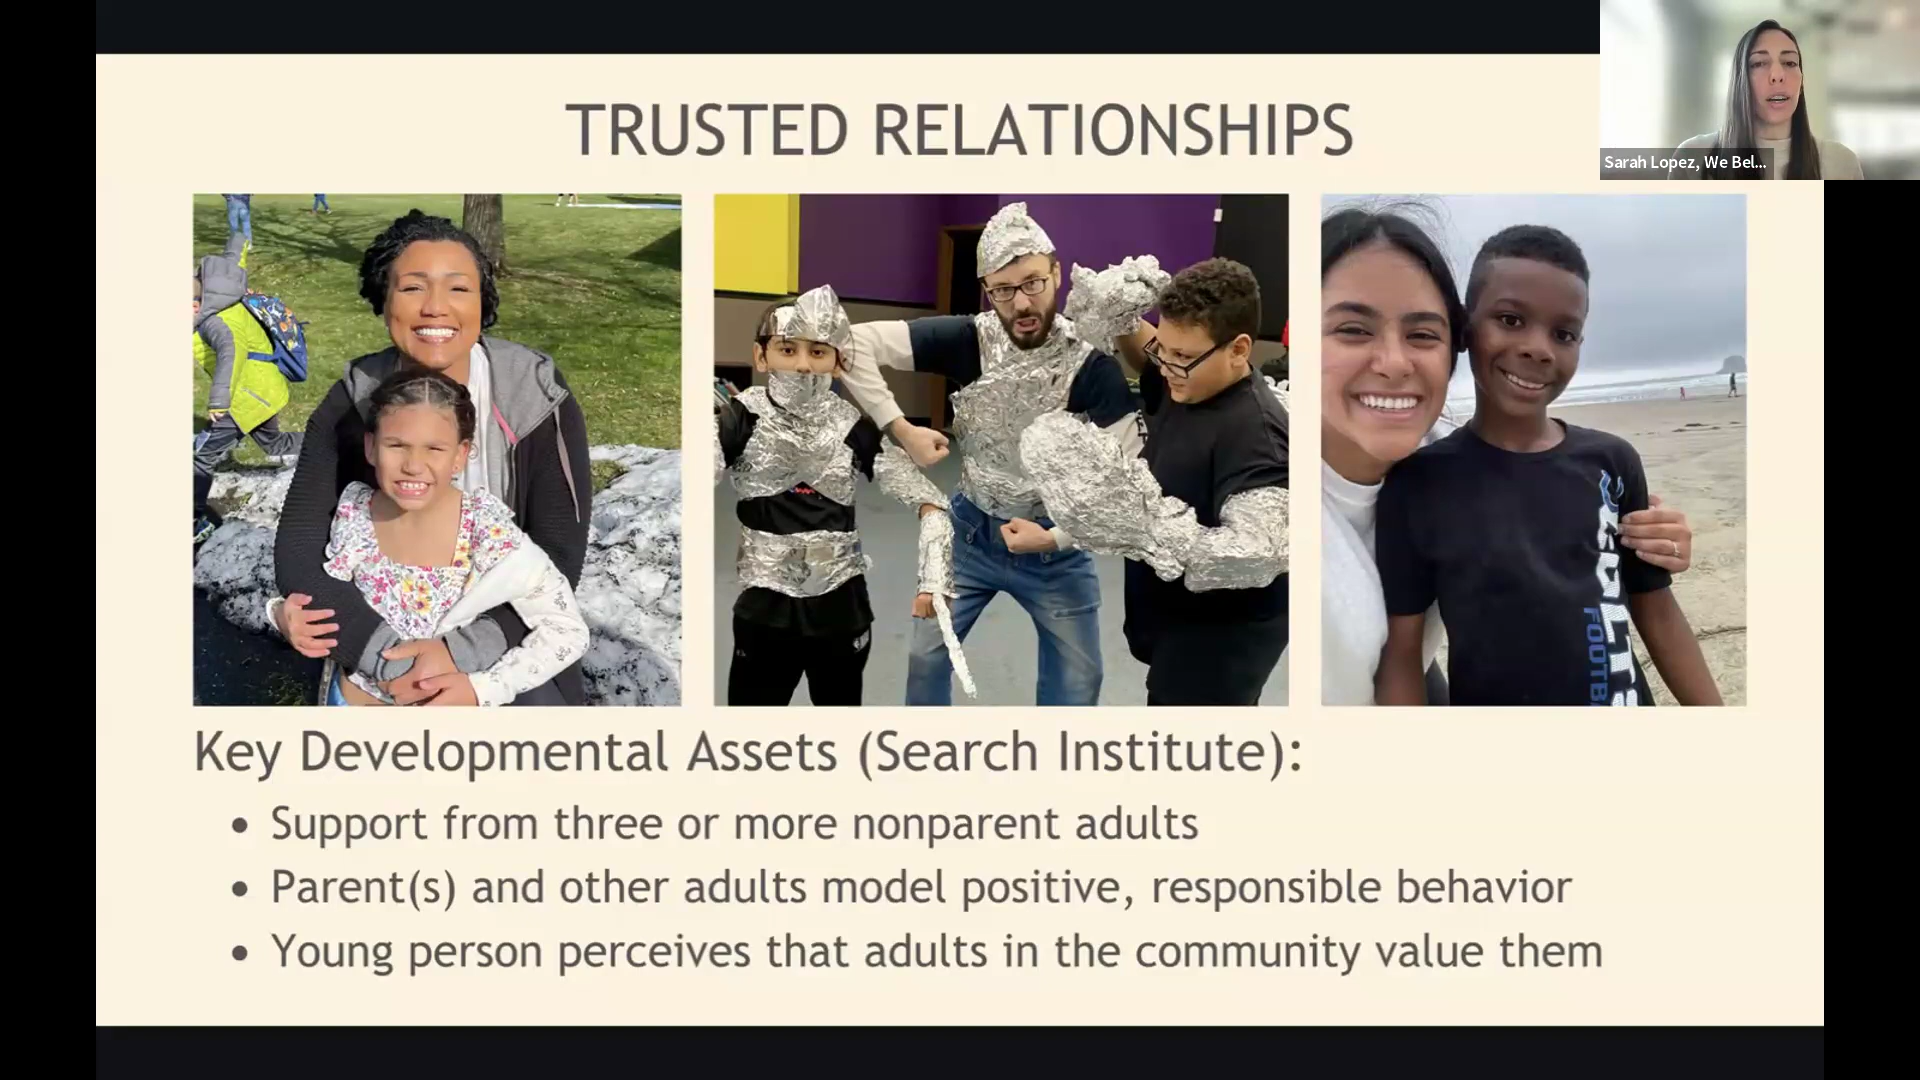 TRUSTED RELATIONSHIPS
Sarah Lopez, We Bel...
COLTS
Key Developmental Assets (Search Institute):
• Support from three or more nonparent adults
• Parent(s) and other adults model positive, responsible behavior
• Young person perceives that adults in the community value them